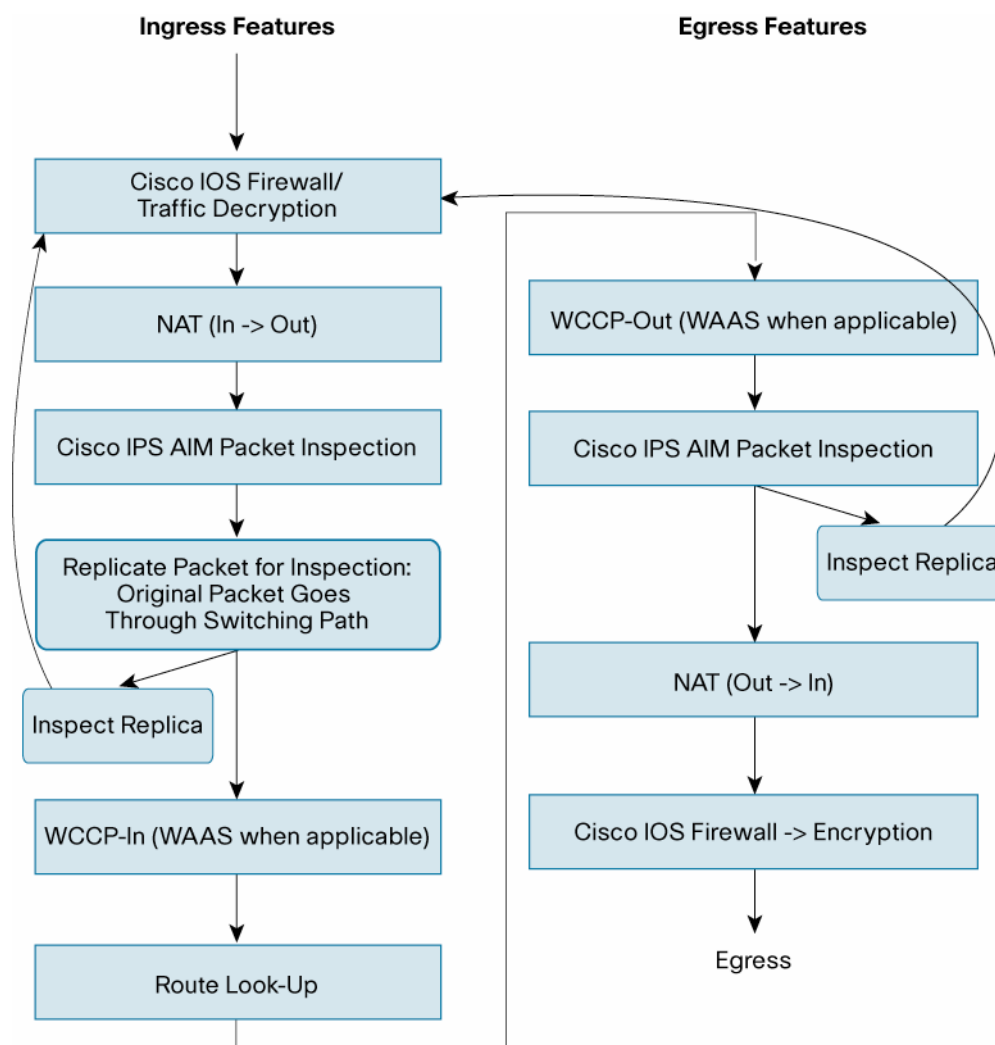 Ingress Features
Cisco IOS Firewall/
Traffic Decryption
NAT (In -> Out)
Cisco IPS AIM Packet Inspection
Replicate Packet for Inspection:
Original Packet Goes
Through Switching Path
Inspect Replica
WCCP-In (WAAS when applicable)
Route Look-Up
Egress Features
WCCP-Out (WAAS when applicable)
Cisco IPS AIM Packet Inspection
Inspect Replica
NAT (Out -> In)
Cisco IOS Firewall -> Encryption
Egress